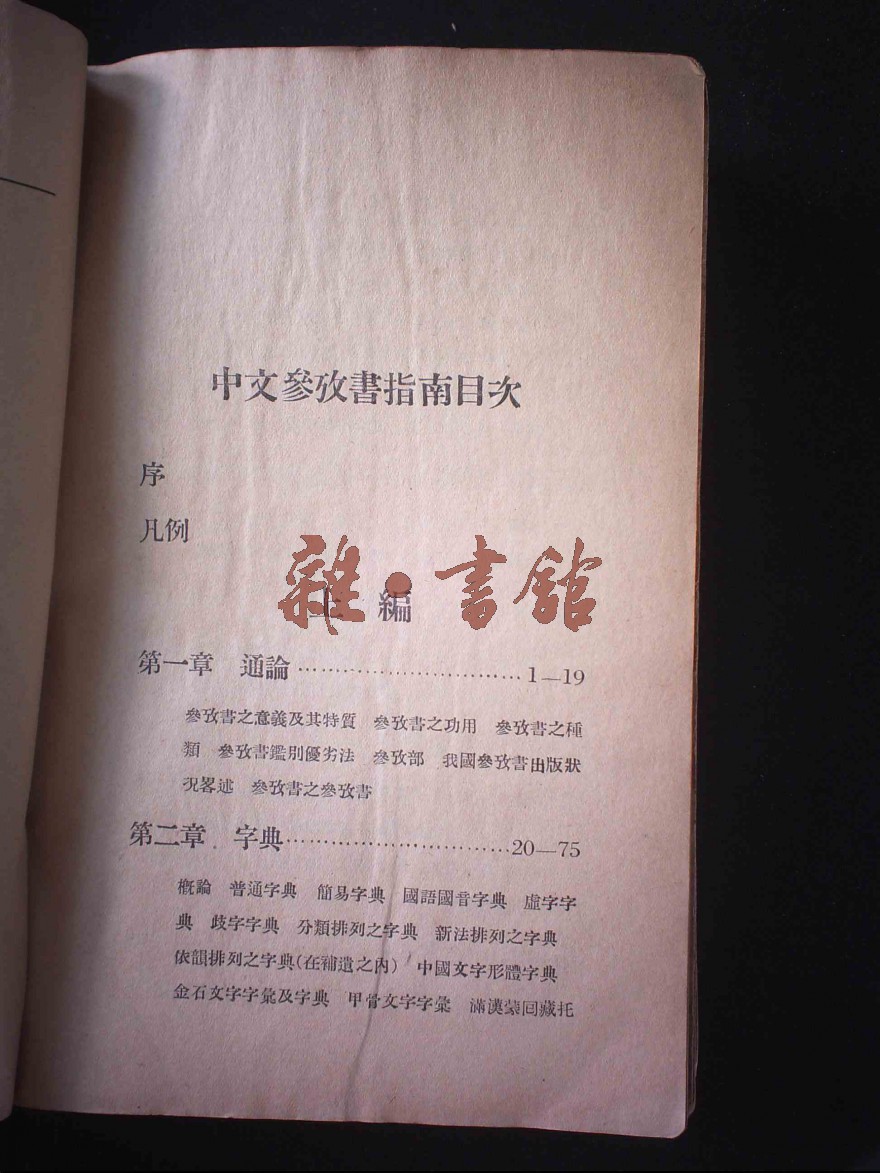 中文參攷書指南目次
序
凡例
上 編
雜·書館
第一章 通論…………………………1—19
參攷書之意義及其特質 參攷書之功用 參攷書之種
類 參攷書鑑別優劣法 參攷部 我國參攷書出版狀
況畧述 參攷書之參攷書
第二章 字典…………………………20—75
概論 普通字典 簡易字典 國語國音字典 虛字字
典 歧字字典 分類排列之字典 新法排列之字典
依韻排列之字典(在補遺之內) 中國文字形體字典
金石文字字彙及字典 甲骨文字字彙 滿漢蒙回藏托